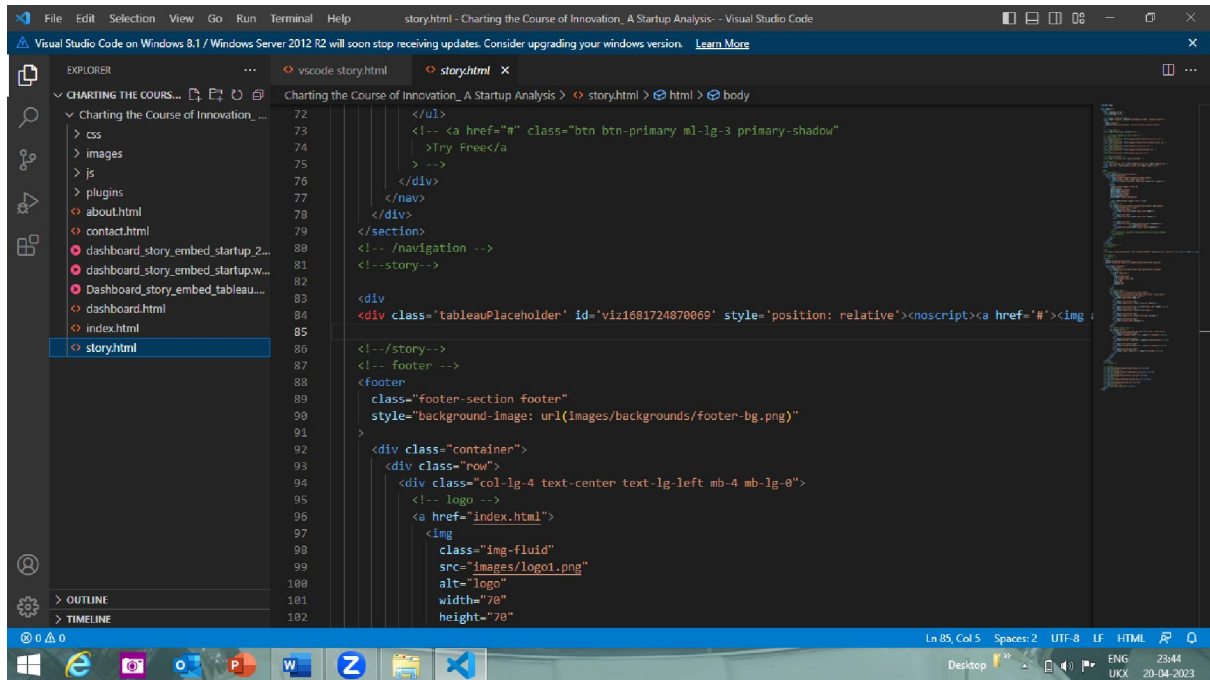 File Edit Selection View Go Run Terminal Help story.html - Charting the Course of Innovation_ A Startup Analysis- - Visual Studio Code
Visual Studio Code on Windows 8.1 / Windows Server 2012 R2 will soon stop receiving updates. Consider upgrading your windows version. Learn More
EXPLORER ...
vscode story.html
story.html
CHARTING THE COURS...
Charting the Course of Innovation_ A Startup Analysis > story.html > html > body
Charting the Course of Innovation_ ...
> css
> images
> js
> plugins
about.html
contact.html
dashboard_story_embed_startup_2...
dashboard_story_embed_startup.w...
Dashboard_story_embed_tableau....
dashboard.html
index.html
story.html
> OUTLINE
> TIMELINE
72 </ul>
73 <!-- <a href="#" class="btn btn-primary ml-lg-3 primary-shadow"
74 >Try Free</a
75 > -->
76 </div>
77 </nav>
78 </div>
79 </section>
80 <!-- /navigation -->
81 <!--story-->
82
83 <div
84 <div class='tableauPlaceholder' id='viz1681724870069' style='position: relative'><noscript><a href='#'><img
85
86 <!--/story-->
87 <!-- footer -->
88 <footer
89 class="footer-section footer"
90 style="background-image: url(images/backgrounds/footer-bg.png)"
91 >
92 <div class="container">
93 <div class="row">
94 <div class="col-lg-4 text-center text-lg-left mb-4 mb-lg-0">
95 <!-- logo -->
96 <a href="index.html">
97 <img
98 class="img-fluid"
99 src="images/logo1.png"
100 alt="logo"
101 width="70"
102 height="70"
0 0
Ln 85, Col 5 Spaces: 2 UTF-8 LF HTML
Desktop
ENG 23:44
UKX 20-04-2023